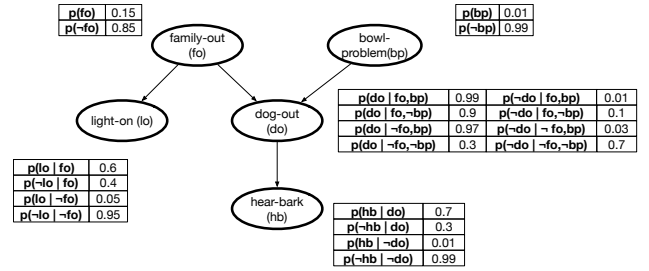 p(fo) 0.15
p(¬fo) 0.85
p(bp) 0.01
p(¬bp) 0.99
family-out
(fo)
bowl-
problem(bp)
light-on (lo)
dog-out
(do)
p(do | fo,bp) 0.99 p(¬do | fo,bp) 0.01
p(do | fo,¬bp) 0.9 p(¬do | fo,¬bp) 0.1
p(do | ¬fo,bp) 0.97 p(¬do | ¬ fo,bp) 0.03
p(do | ¬fo,¬bp) 0.3 p(¬do | ¬fo,¬bp) 0.7
p(lo | fo) 0.6
p(¬lo | fo) 0.4
p(lo | ¬fo) 0.05
p(¬lo | ¬fo) 0.95
hear-bark
(hb)
p(hb | do) 0.7
p(¬hb | do) 0.3
p(hb | ¬do) 0.01
p(¬hb | ¬do) 0.99